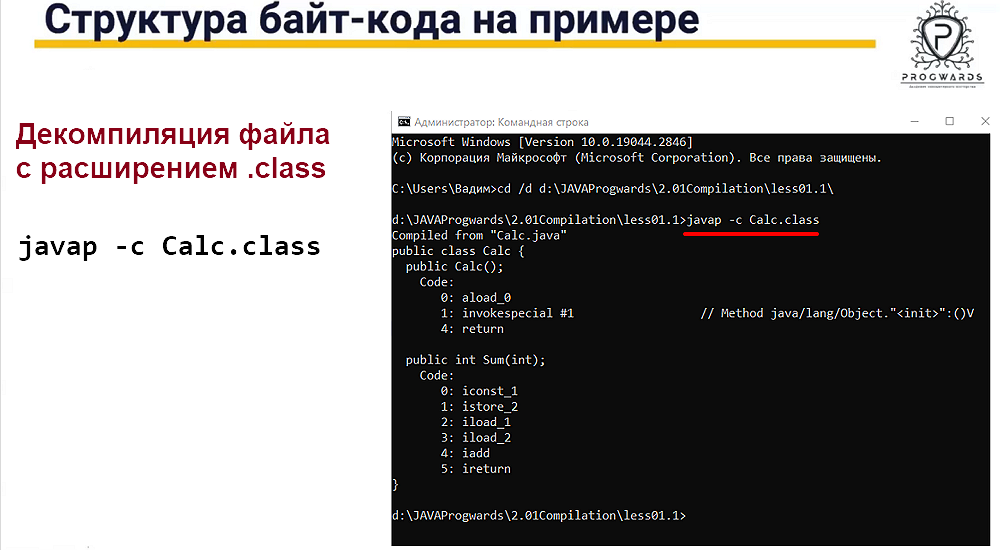 Структура байт-кода на примере
PROGWARDS
Декомпиляция файла
с расширением .class
javap -c Calc.class
Администратор: Командная строка
Microsoft Windows [Version 10.0.19044.2846]
(c) Корпорация Майкрософт (Microsoft Corporation). Все права защищены.
C:\Users\Вадим>cd /d d:\JAVAProgwards\2.01Compilation\less01.1\
d:\JAVAProgwards\2.01Compilation\less01.1>javap -c Calc.class
Compiled from "Calc.java"
public class Calc {
  public Calc();
    Code:
       0: aload_0
       1: invokespecial #1                  // Method java/lang/Object."<init>":()V
       4: return
  public int Sum(int);
    Code:
       0: iconst_1
       1: istore_2
       2: iload_1
       3: iload_2
       4: iadd
       5: ireturn
}
d:\JAVAProgwards\2.01Compilation\less01.1>